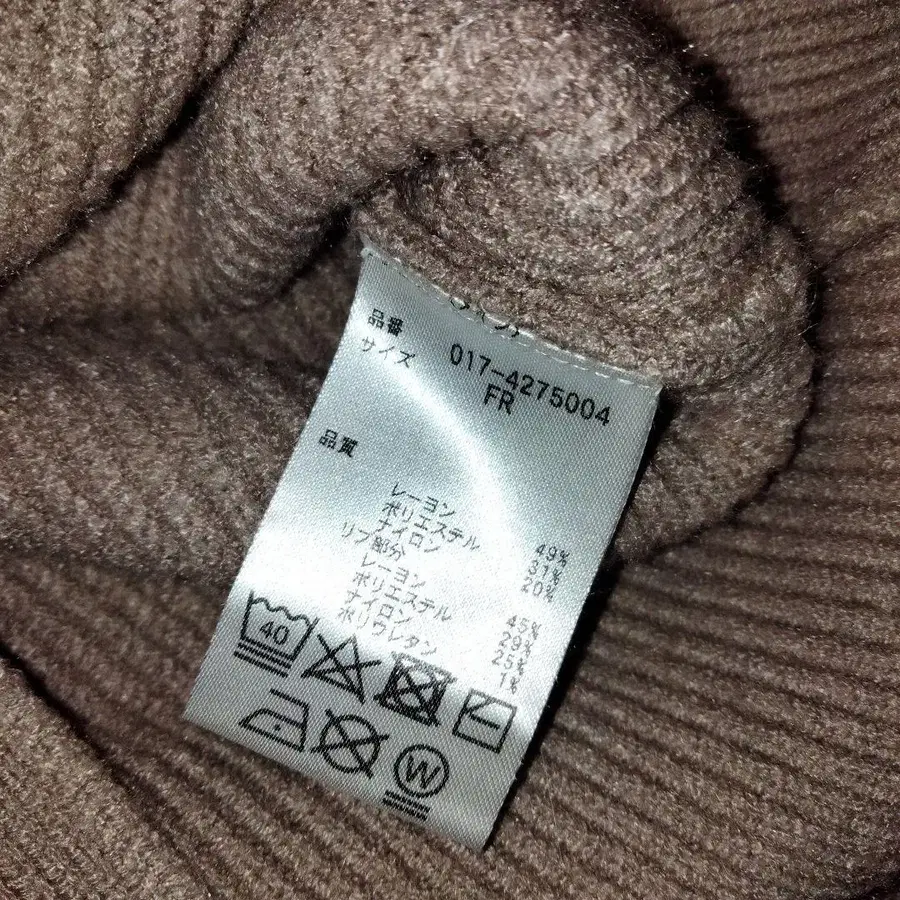 品番 017-4275004
サイズ FR
品質
レーヨン 49%
ポリエステル 31%
ナイロン 20%
リブ部分
レーヨン 45%
ポリエステル 29%
ナイロン 25%
ポリウレタン 1%
40
W